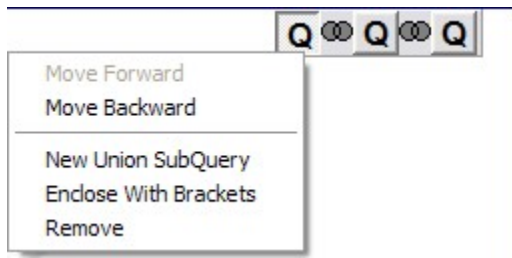 Q Q Q
Move Forward
Move Backward
New Union SubQuery
Enclose With Brackets
Remove